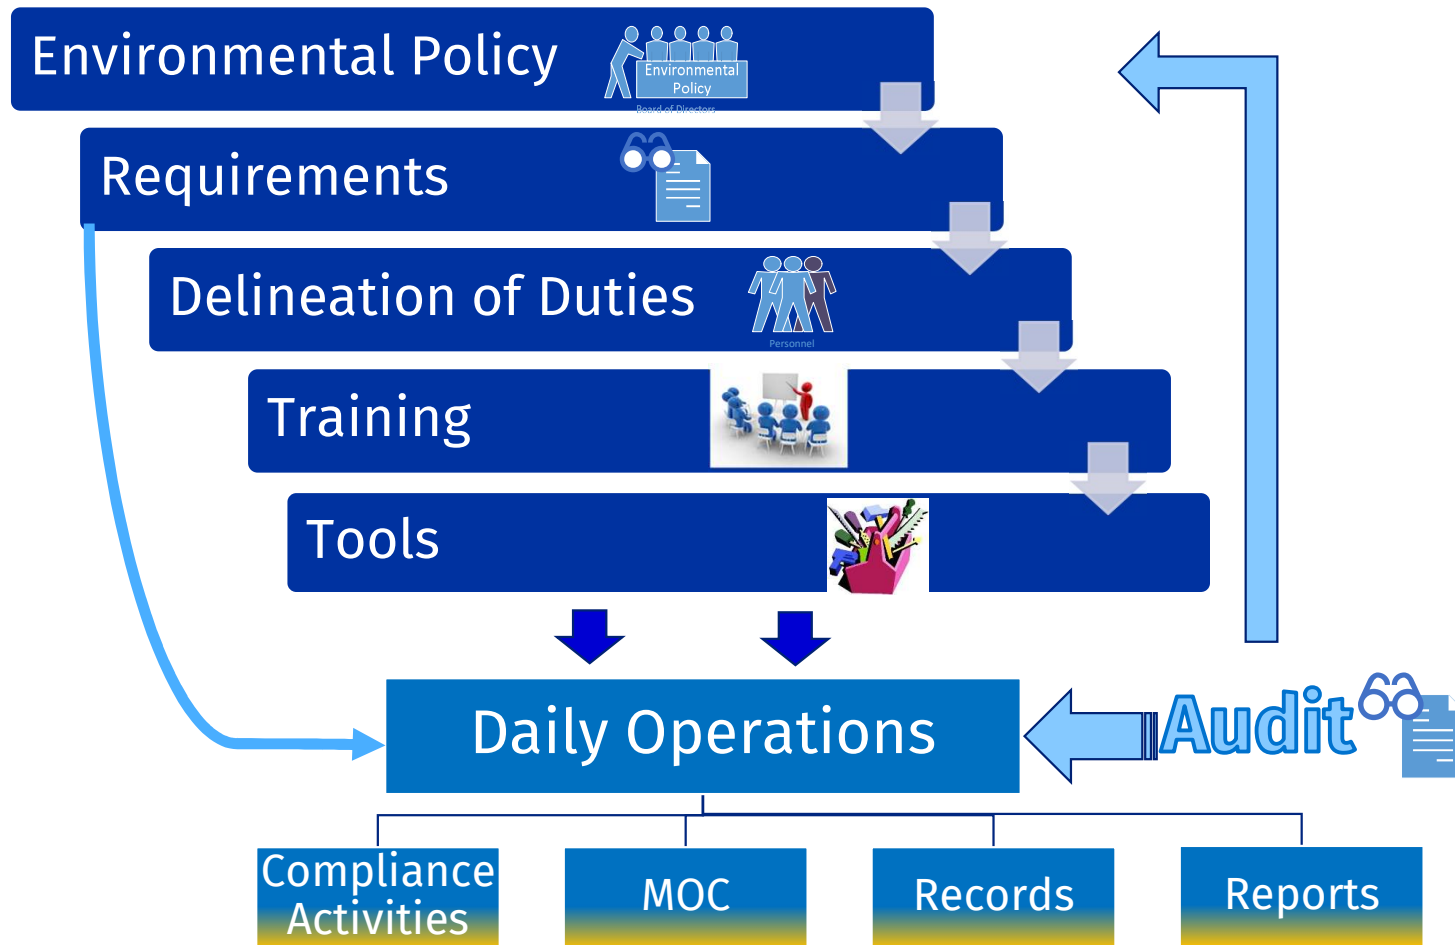 Environmental Policy
Environmental
Policy
Board of Directors
Requirements
Delineation of Duties
Personnel
Training
Tools
Daily Operations
Audit
Compliance
Activities
MOC
Records
Reports